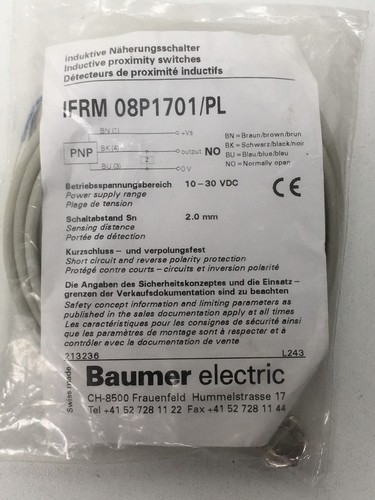 Induktive Näherungsschalter
Inductive proximity switches
Détecteurs de proximité inductifs
IFRM 08P1701/PL
BN (1) +Vs BN = Braun/brown/brun
PNP BK (4) output NO BK = Schwarz/black/noir
Z BU = Blau/blue/bleu
BU (3) 0 V NO = Normally open
Betriebsspannungsbereich 10 – 30 VDC CE
Power supply range
Plage de tension
Schaltabstand Sn 2.0 mm
Sensing distance
Portée de détection
Kurzschluss – und verpolungsfest
Short circuit and reverse polarity protection
Protégé contre courts – circuits et inversion polarité
Die Angaben des Sicherheitskonzeptes und die Einsatz–
grenzen der Verkaufsdokumentation sind zu beachten
Safety concept information and limiting parameters as
published in the sales documentation apply at all times
Les caractéristiques pour les consignes de sécurité ainsi
que les paramètres de montage sont à respecter et à
contrôler avec la documentation de vente
213236 L243
Swiss made
Baumer electric
CH-8500 Frauenfeld Hummelstrasse 17
Tel +41 52 728 11 22 Fax +41 52 728 11 44